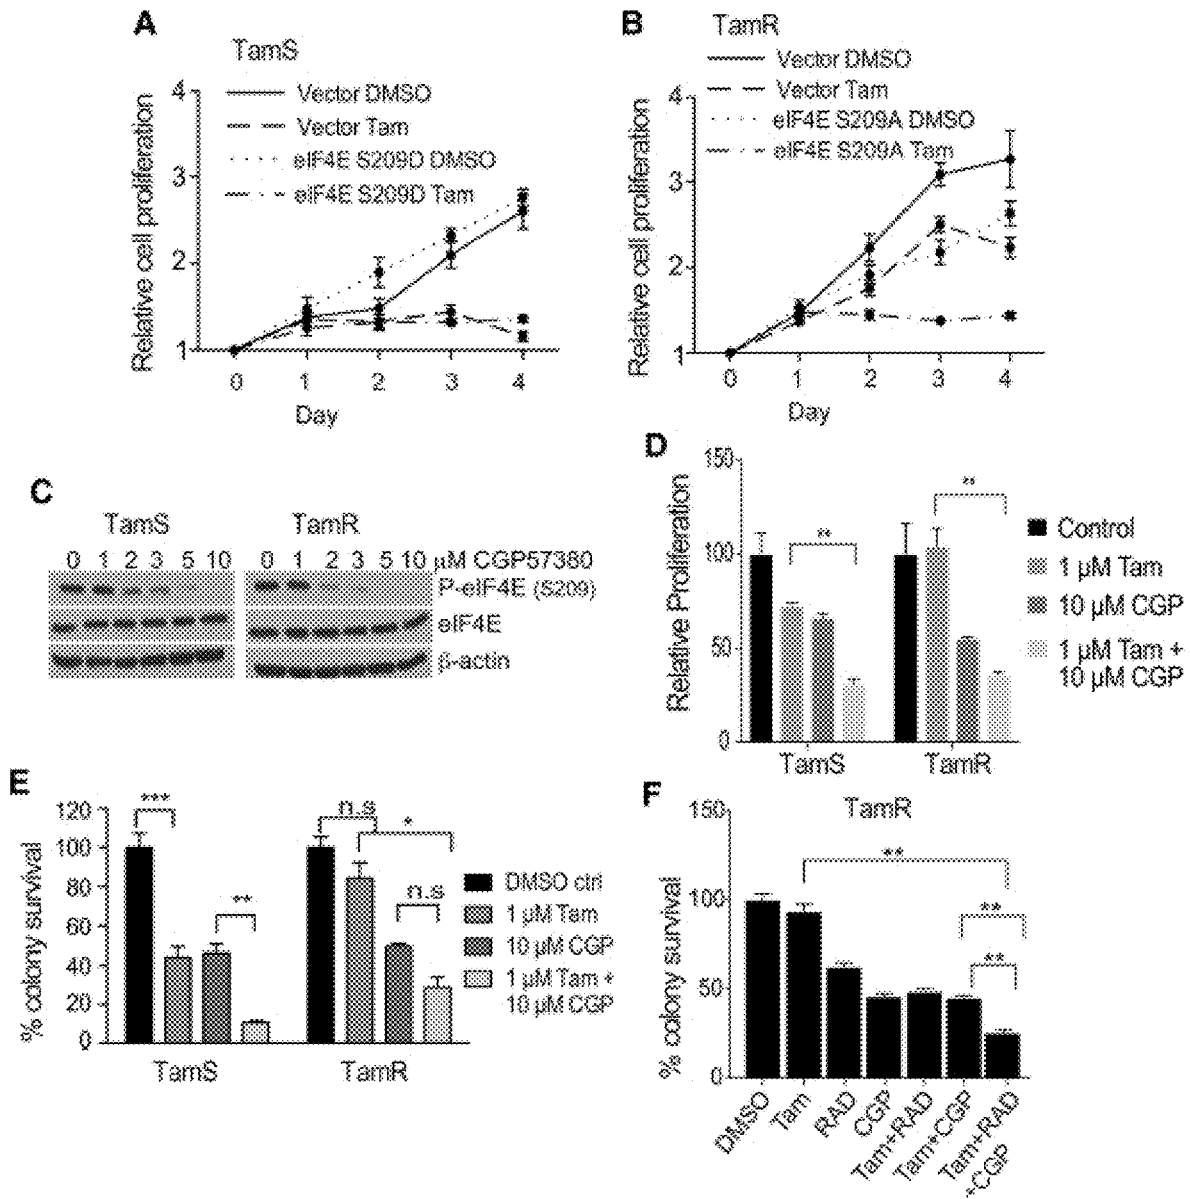 A
TamS
Vector DMSO
Vector Tam
eIF4E S209D DMSO
eIF4E S209D Tam
Relative cell proliferation
4
3
2
1
0 1 2 3 4
Day
B
TamR
Vector DMSO
Vector Tam
eIF4E S209A DMSO
eIF4E S209A Tam
Relative cell proliferation
4
3
2
1
0 1 2 3 4
Day
C
TamS TamR
0 1 2 3 5 10 0 1 2 3 5 10 µM CGP57380
P-eIF4E (S209)
eIF4E
β-actin
D
Relative Proliferation
150
100
50
0
** **
TamS TamR
Control
1 µM Tam
10 µM CGP
1 µM Tam +
10 µM CGP
E
% colony survival
120
100
80
60
40
20
0
*** ** n.s * n.s
TamS TamR
DMSO ctrl
1 µM Tam
10 µM CGP
1 µM Tam +
10 µM CGP
F
TamR
% colony survival
150
100
50
0
**
**
**
DMSO
Tam
RAD
CGP
Tam+RAD
Tam+CGP
Tam+RAD
+CGP